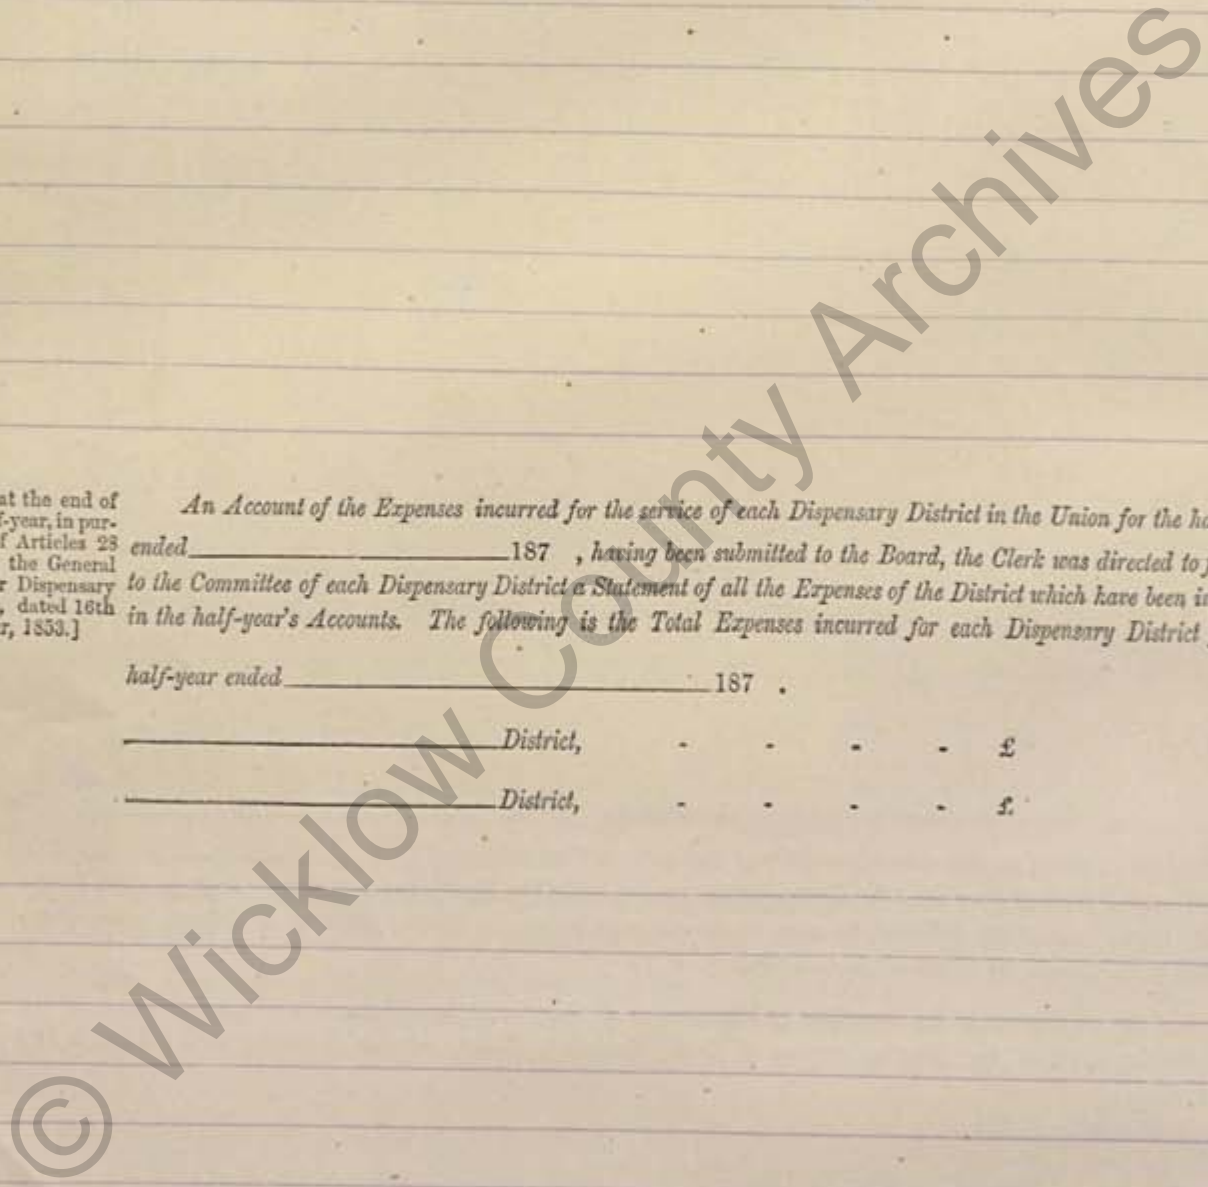 at the end of
-year, in pur-
f Articles 28
the General
r Dispensary
, dated 16th
r, 1853.]
An Account of the Expenses incurred for the service of each Dispensary District in the Union for the ha
ended 187 , having been submitted to the Board, the Clerk was directed to
to the Committee of each Dispensary District a Statement of all the Expenses of the District which have been in
in the half-year's Accounts. The following is the Total Expenses incurred for each Dispensary District
half-year ended 187 .
District, - - - - £
District, - - - - £
© Wicklow County Archives